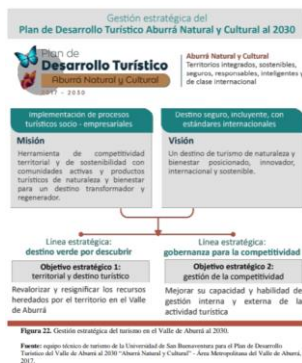 Gestión estratégica del
Plan de Desarrollo Turístico Aburrá Natural y Cultural al 2030
Plan de
Desarrollo Turístico
Aburrá Natural y Cultural
2017 - 2030
Aburrá Natural y Cultural
Territorios integrados, sostenibles,
seguros, responsables, inteligentes y
de clase internacional
Implementación de procesos
turísticos socio - empresariales
Misión
Herramienta de competitividad
territorial y de sostenibilidad con
comunidades activas y productos
turísticos de naturaleza y bienestar
para un destino transformador y
regenerador.
Destino seguro, incluyente, con
estándares internacionales
Visión
Un destino de turismo de naturaleza y
bienestar posicionado, innovador,
internacional y sostenible.
Línea estratégica:
destino verde por descubrir
Objetivo estratégico 1:
territorial y destino turístico
Revalorizar y resignificar los recursos
heredados por el territorio en el Valle
de Aburrá
Línea estratégica:
gobernanza para la competitividad
Objetivo estratégico 2:
gestión de la competitividad
Mejorar su capacidad y habilidad de
gestión interna y externa de la
actividad turística
Figura 22. Gestión estratégica del turismo en el Valle de Aburrá al 2030.
Fuente: equipo técnico de turismo de la Universidad de San Buenaventura para el Plan de Desarrollo
Turístico del Valle de Aburrá al 2030 "Aburrá Natural y Cultural" - Área Metropolitana del Valle de Aburrá,
2017.